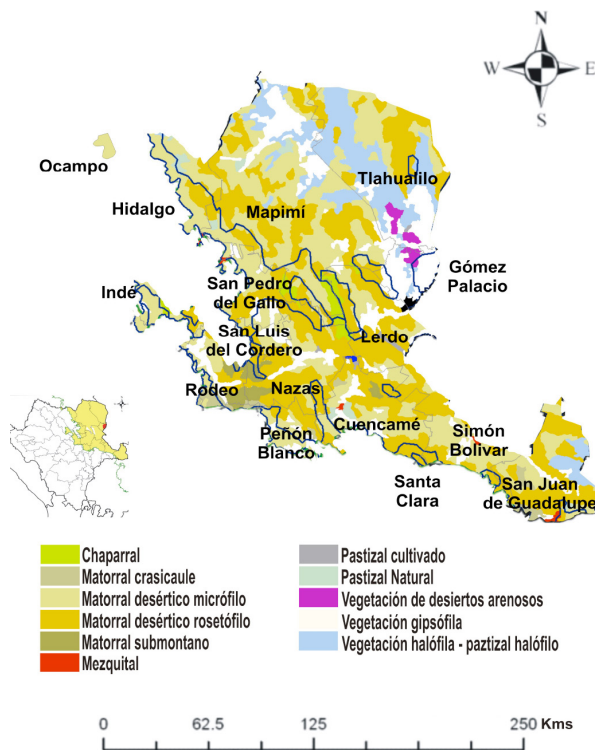 N
W E
S
Ocampo
Tlahualilo
Hidalgo
Mapimí
Gómez
Palacio
San Pedro
del Gallo
Indé
San Luis
del Cordero
Lerdo
Rodeo
Nazas
Cuencamé
Peñón
Blanco
Simón
Bolivar
Santa
Clara
San Juan
de Guadalupe
Chaparral
Matorral crasicaule
Matorral desértico micrófilo
Matorral desértico rosetófilo
Matorral submontano
Mezquital
Pastizal cultivado
Pastizal Natural
Vegetación de desiertos arenosos
Vegetación gipsófila
Vegetación halófila - paztizal halófilo
0 62.5 125 250 Kms